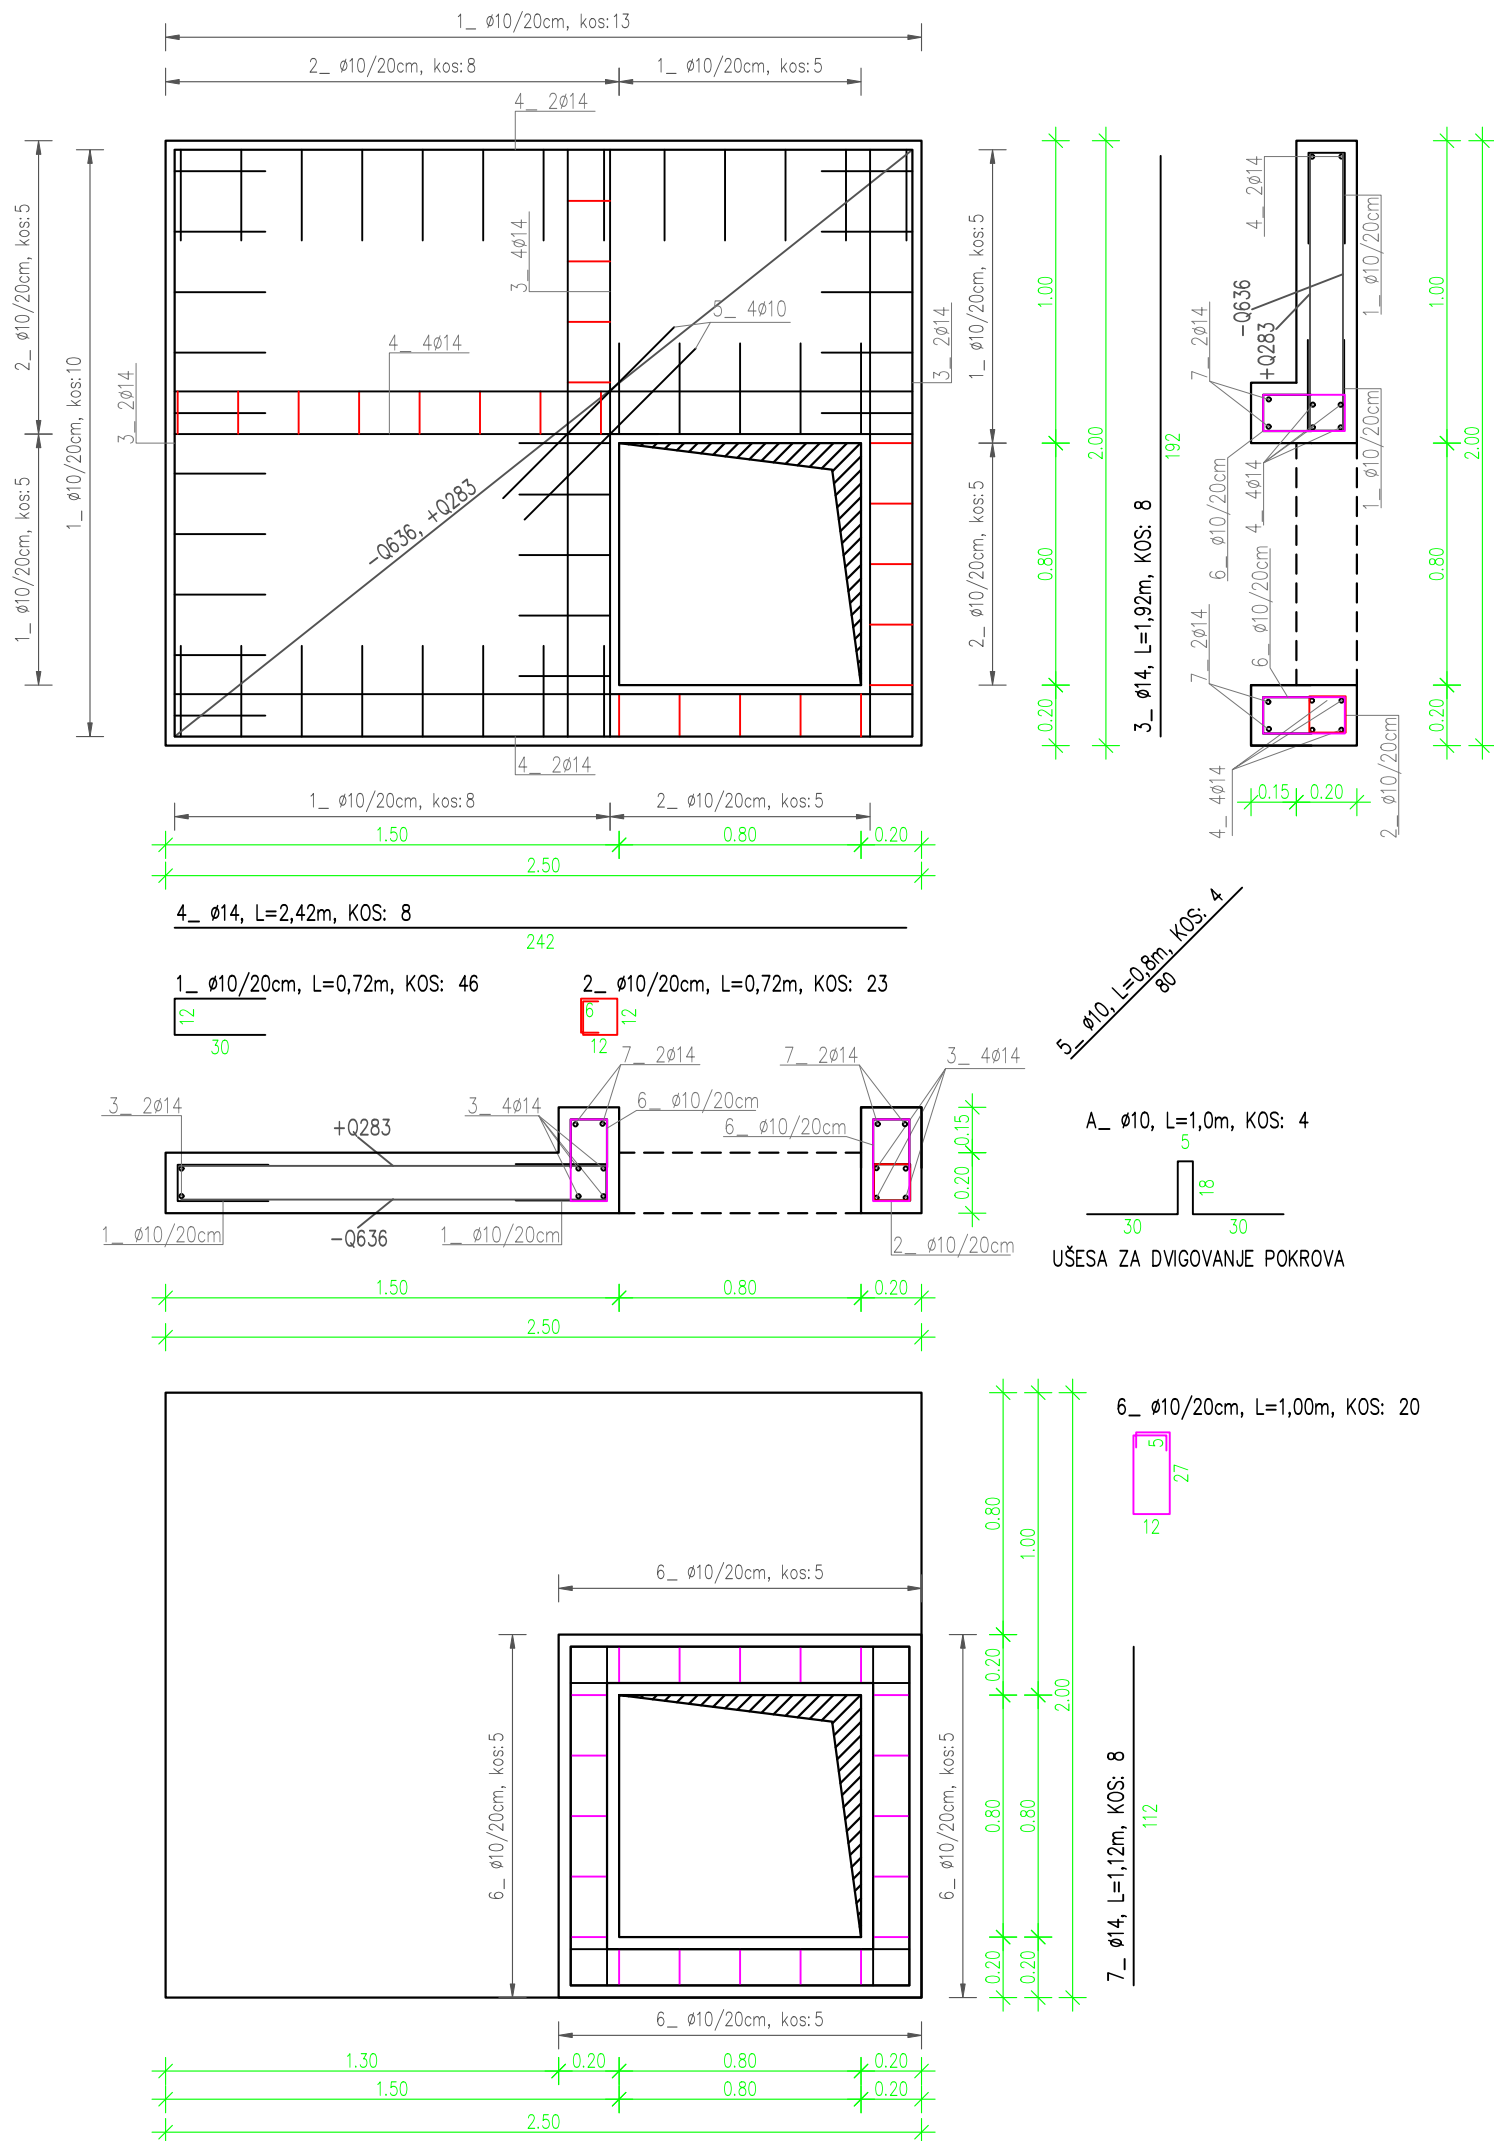 1_ ø10/20cm, kos:13
2_ ø10/20cm, kos:8
1_ ø10/20cm, kos:5
4_ 2ø14
2_ ø10/20cm, kos:5
1_ ø10/20cm, kos:10
1_ ø10/20cm, kos:5
3_ 2ø14
3_ 4ø14
4_ 4ø14
5_ 4ø10
3_ 2ø14
-Q636, +Q283
1_ ø10/20cm, kos:5
2_ ø10/20cm, kos:5
4_ 2ø14
1_ ø10/20cm, kos:8
2_ ø10/20cm, kos:5
1.50
0.80
0.20
2.50
1.00
0.80
0.20
2.00
3_ ø14, L=1,92m, KOS: 8
192
4_ 2ø14
1_ ø10/20cm
-Q636
+Q283
7_ 2ø14
1_ ø10/20cm
6_ ø10/20cm
4_ 4ø14
6_ ø10/20cm
7_ 2ø14
4_ 4ø14
2_ ø10/20cm
0.15
0.20
1.00
0.80
0.20
2.00
4_ ø14, L=2,42m, KOS: 8
242
1_ ø10/20cm, L=0,72m, KOS: 46
12
30
2_ ø10/20cm, L=0,72m, KOS: 23
6
12
12
5_ ø10, L=0,8m, KOS: 4
80
3_ 2ø14
+Q283
3_ 4ø14
7_ 2ø14
6_ ø10/20cm
7_ 2ø14
3_ 4ø14
6_ ø10/20cm
1_ ø10/20cm
-Q636
1_ ø10/20cm
2_ ø10/20cm
0.15
0.20
1.50
0.80
0.20
2.50
A_ ø10, L=1,0m, KOS: 4
5
18
30
30
UŠESA ZA DVIGOVANJE POKROVA
6_ ø10/20cm, L=1,00m, KOS: 20
5
27
12
6_ ø10/20cm, kos:5
6_ ø10/20cm, kos:5
6_ ø10/20cm, kos:5
6_ ø10/20cm, kos:5
0.80
0.20
0.80
0.20
1.00
0.80
0.20
2.00
7_ ø14, L=1,12m, KOS: 8
112
1.30
0.20
0.80
0.20
1.50
0.80
0.20
2.50